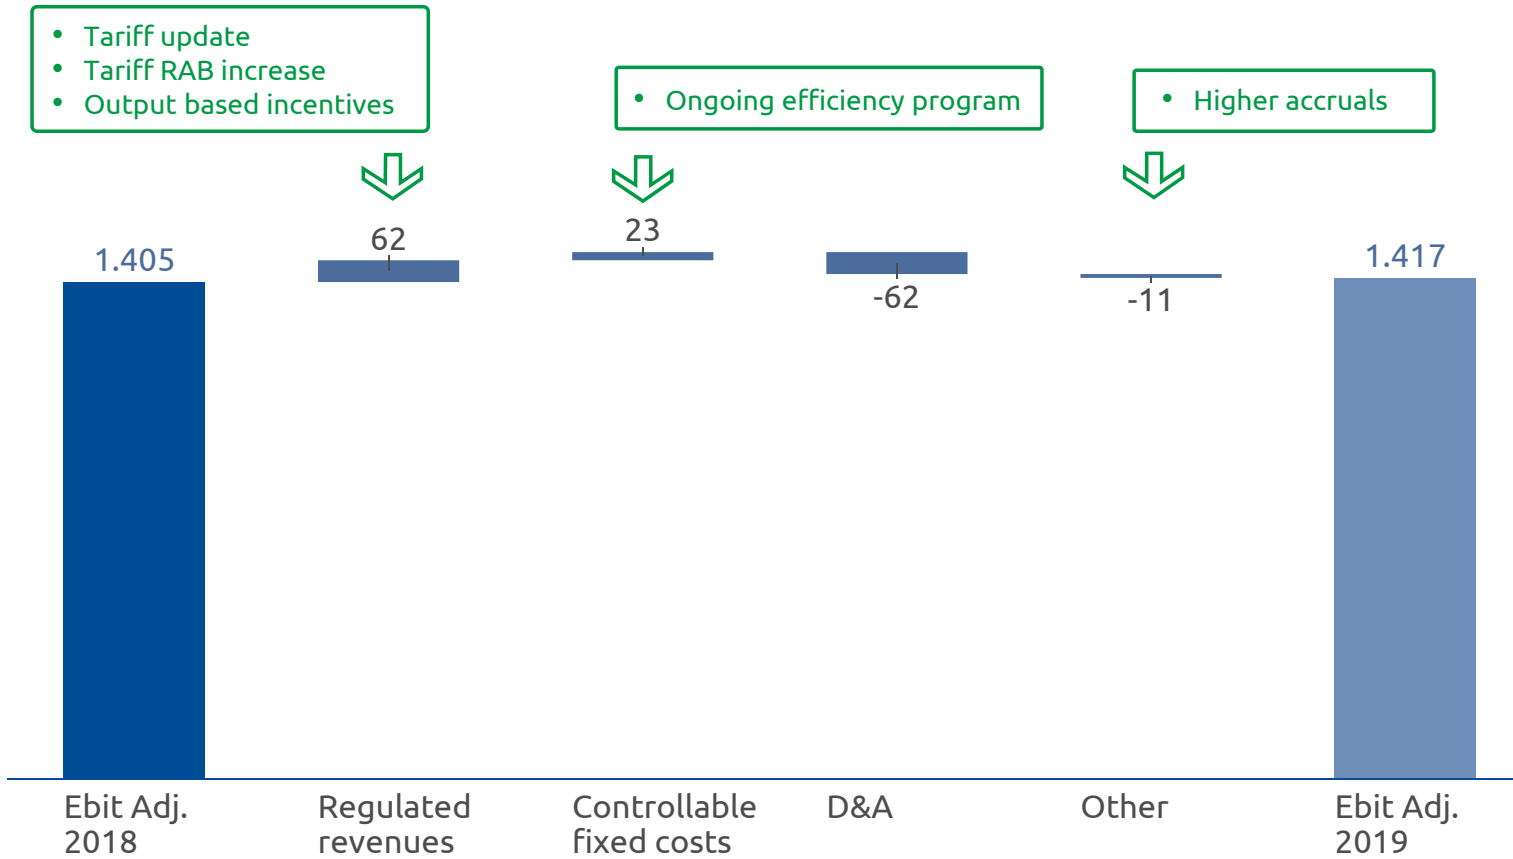 • Tariff update
• Tariff RAB increase
• Output based incentives
• Ongoing efficiency program
• Higher accruals
1.405
62
23
-62
-11
1.417
Ebit Adj.
2018
Regulated
revenues
Controllable
fixed costs
D&A
Other
Ebit Adj.
2019